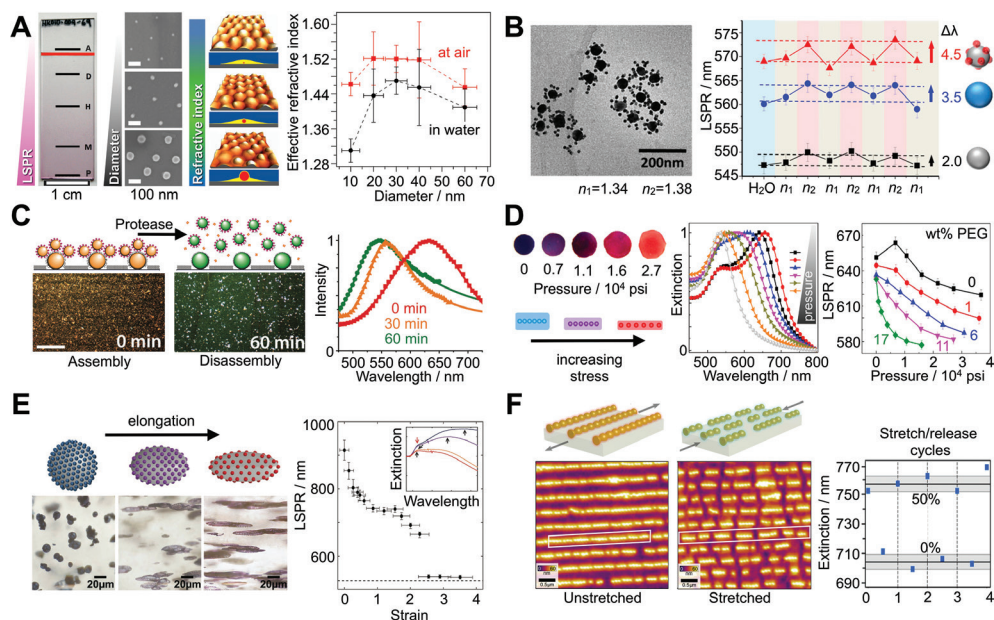 A
LSPR
A
D
H
M
P
1 cm
Diameter
100 nm
Refractive index
Effective refractive index
1.60
1.52
1.44
1.36
1.28
at air
in water
10 20 30 40 50 60 70
Diameter / nm
B
200nm
n₁=1.34 n₂=1.38
LSPR / nm
575
570
565
560
555
550
545
H₂O n₁ n₂ n₁ n₂ n₁ n₂ n₁
Δλ
4.5
3.5
2.0
C
Protease
0 min
60 min
Assembly
Disassembly
Intensity
0 min
30 min
60 min
500 550 600 650 700
Wavelength / nm
D
0 0.7 1.1 1.6 2.7
Pressure / 10⁴ psi
increasing
stress
Extinction
pressure
500 600 700 800
Wavelength / nm
LSPR / nm
670
640
610
580
wt% PEG
0
1
6
11
17
0 1 2 3 4
Pressure / 10⁴ psi
E
elongation
20μm
20μm
20μm
LSPR / nm
1000
800
600
Extinction
Wavelength
0 1 2 3 4
Strain
F
0 60
nm
0.5μm
Unstretched
0 60
nm
0.5μm
Stretched
Stretch/release
cycles
Extinction / nm
770
750
710
690
50%
0%
0 1 2 3 4